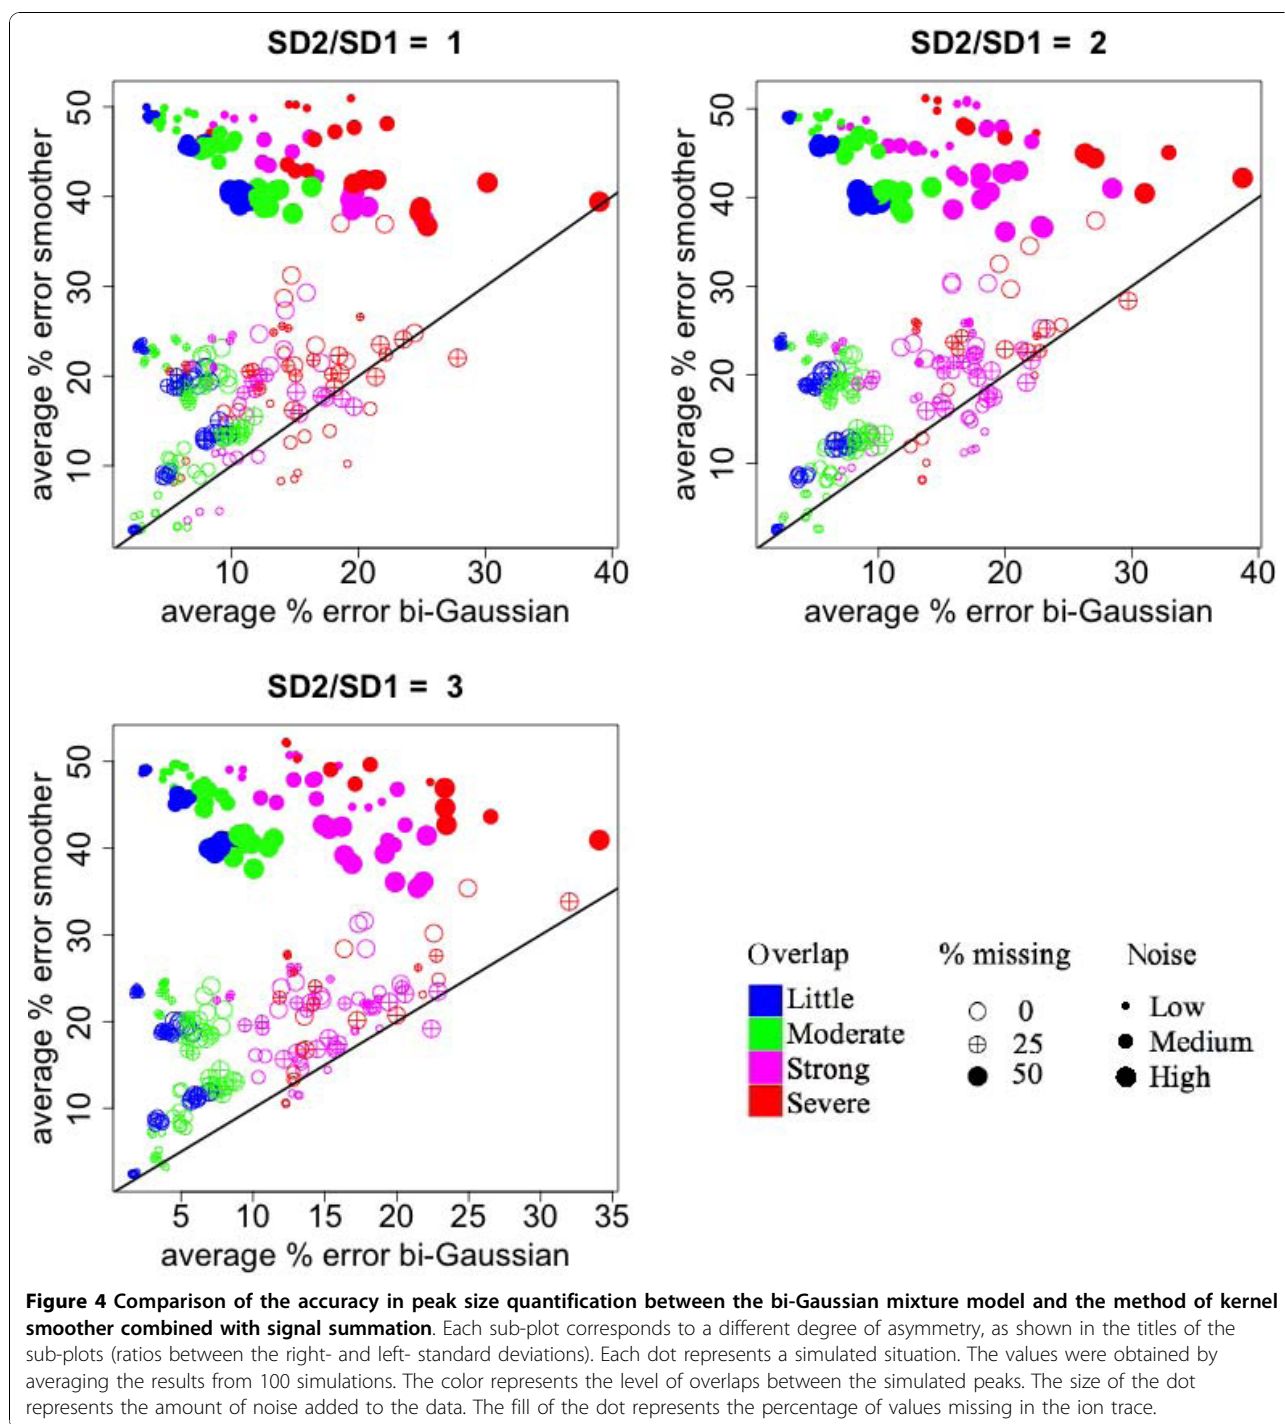 SD2/SD1 = 1
50
40
30
20
10
average % error smoother
10 20 30 40
average % error bi-Gaussian
SD2/SD1 = 2
50
40
30
20
10
average % error smoother
10 20 30 40
average % error bi-Gaussian
SD2/SD1 = 3
50
40
30
20
10
average % error smoother
5 10 15 20 25 30 35
average % error bi-Gaussian
Overlap
Little
Moderate
Strong
Severe
% missing
0
25
50
Noise
Low
Medium
High
Figure 4 Comparison of the accuracy in peak size quantification between the bi-Gaussian mixture model and the method of kernel
smoother combined with signal summation. Each sub-plot corresponds to a different degree of asymmetry, as shown in the titles of the
sub-plots (ratios between the right- and left- standard deviations). Each dot represents a simulated situation. The values were obtained by
averaging the results from 100 simulations. The color represents the level of overlaps between the simulated peaks. The size of the dot
represents the amount of noise added to the data. The fill of the dot represents the percentage of values missing in the ion trace.